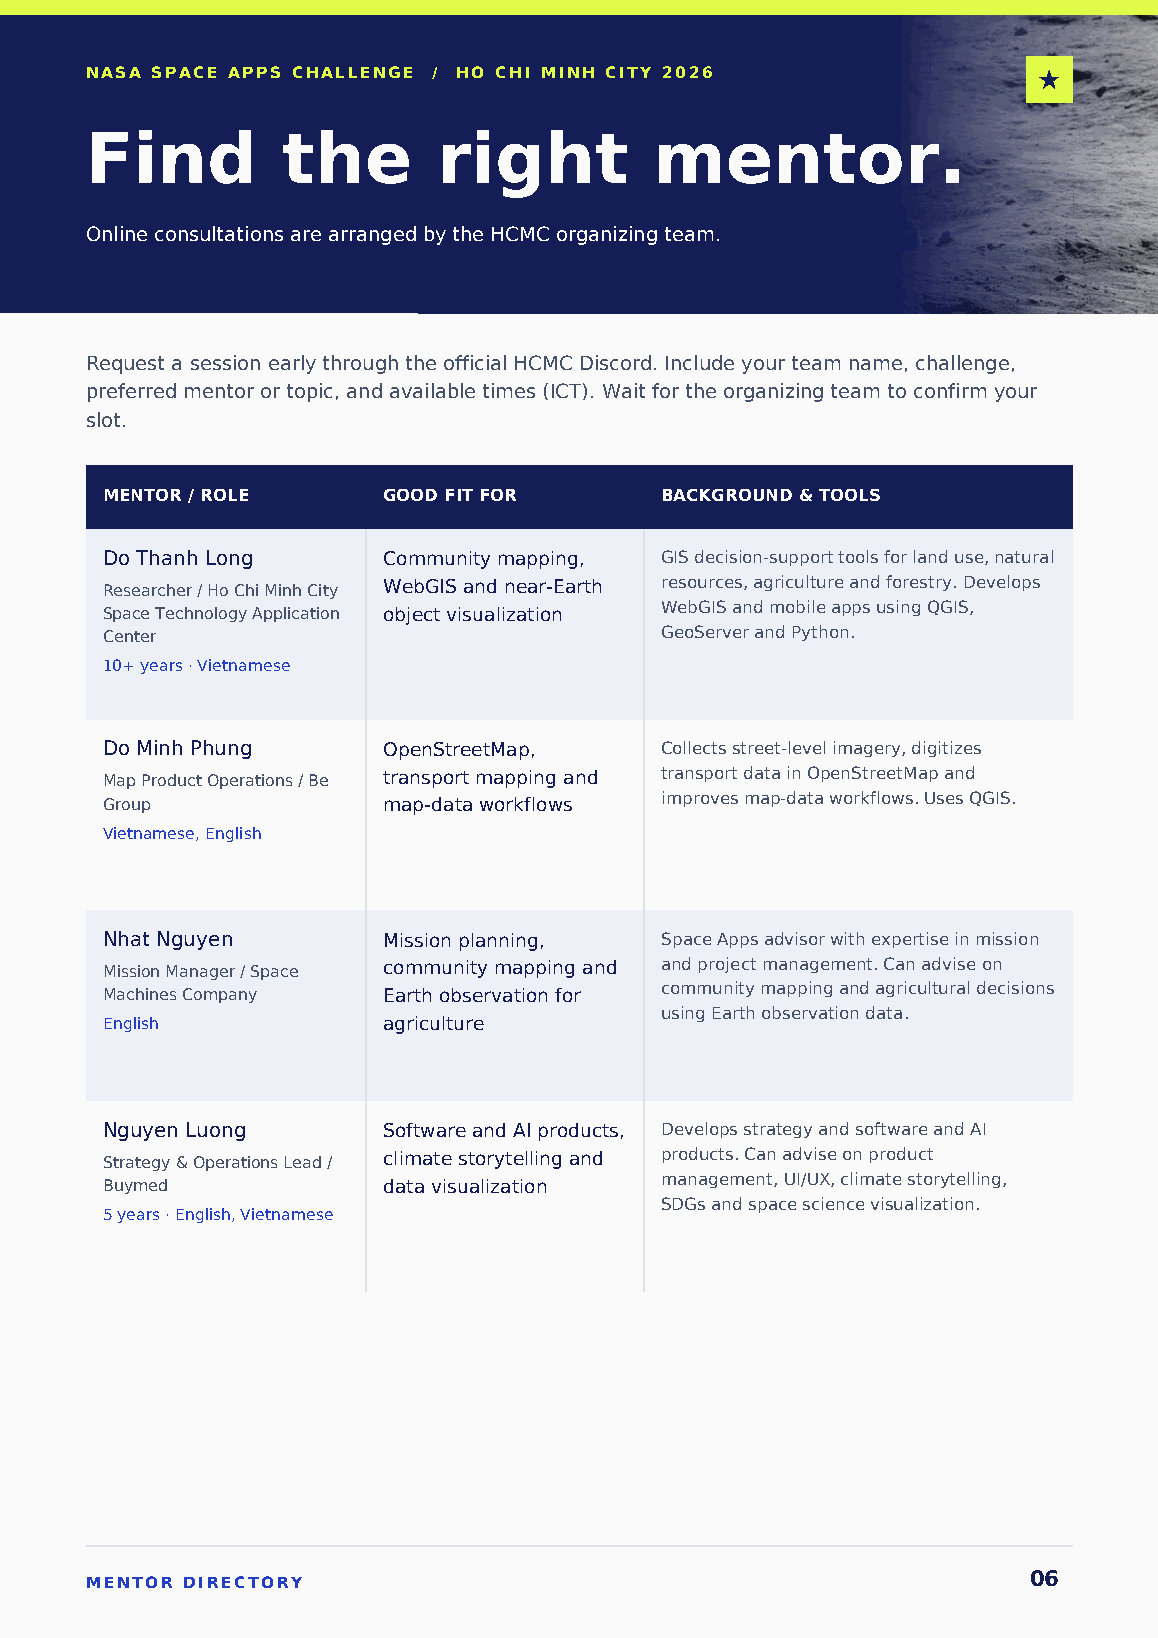 NASA SPACE APPS CHALLENGE / HO CHI MINH CITY 2026
Find the right mentor.
Online consultations are arranged by the HCMC organizing team.
Request a session early through the official HCMC Discord. Include your team name, challenge,
preferred mentor or topic, and available times (ICT). Wait for the organizing team to confirm your
slot.
MENTOR / ROLE
GOOD FIT FOR
BACKGROUND & TOOLS
Do Thanh Long
Researcher / Ho Chi Minh City
Space Technology Application
Center
10+ years · Vietnamese
Community mapping,
WebGIS and near-Earth
object visualization
GIS decision-support tools for land use, natural
resources, agriculture and forestry. Develops
WebGIS and mobile apps using QGIS,
GeoServer and Python.
Do Minh Phung
Map Product Operations / Be
Group
Vietnamese, English
OpenStreetMap,
transport mapping and
map-data workflows
Collects street-level imagery, digitizes
transport data in OpenStreetMap and
improves map-data workflows. Uses QGIS.
Nhat Nguyen
Mission Manager / Space
Machines Company
English
Mission planning,
community mapping and
Earth observation for
agriculture
Space Apps advisor with expertise in mission
and project management. Can advise on
community mapping and agricultural decisions
using Earth observation data.
Nguyen Luong
Strategy & Operations Lead /
Buymed
5 years · English, Vietnamese
Software and AI products,
climate storytelling and
data visualization
Develops strategy and software and AI
products. Can advise on product
management, UI/UX, climate storytelling,
SDGs and space science visualization.
MENTOR DIRECTORY
06